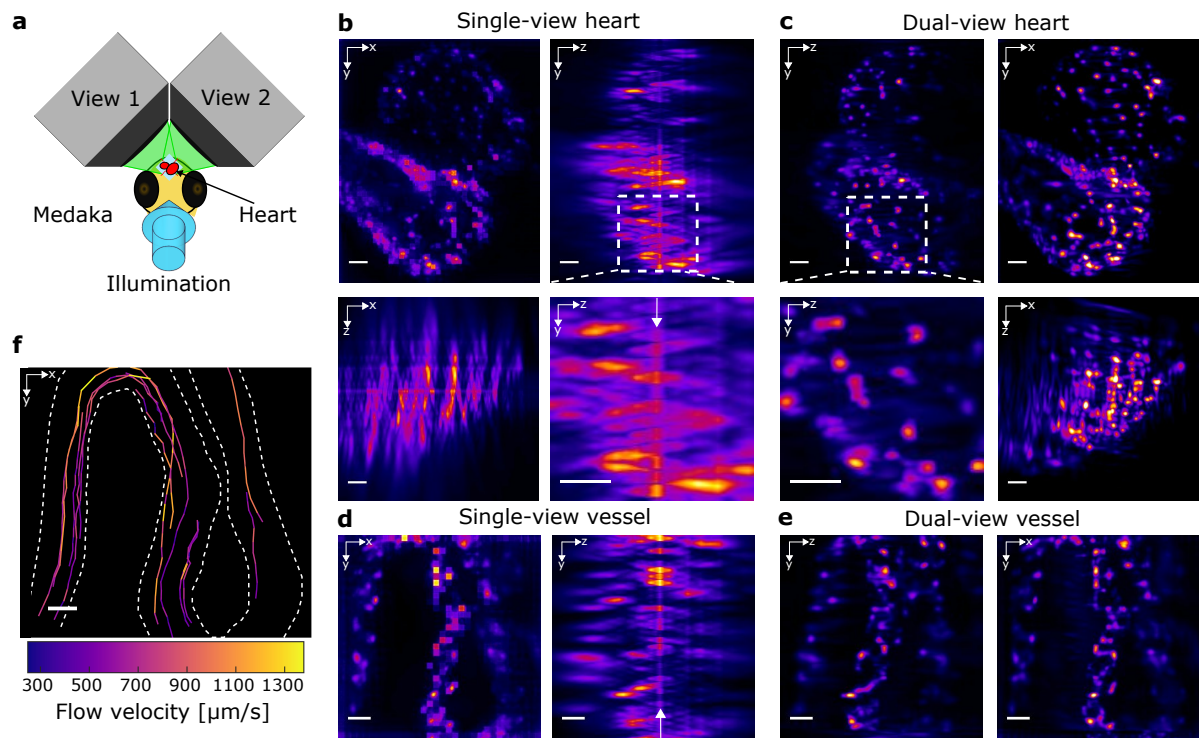 a
View 1
View 2
Medaka
Heart
Illumination
b
Single-view heart
x
y
z
y
x
z
z
y
c
Dual-view heart
z
y
x
y
z
y
x
z
d
Single-view vessel
x
y
z
y
e
Dual-view vessel
z
y
x
y
f
x
y
300 500 700 900 1100 1300
Flow velocity [µm/s]